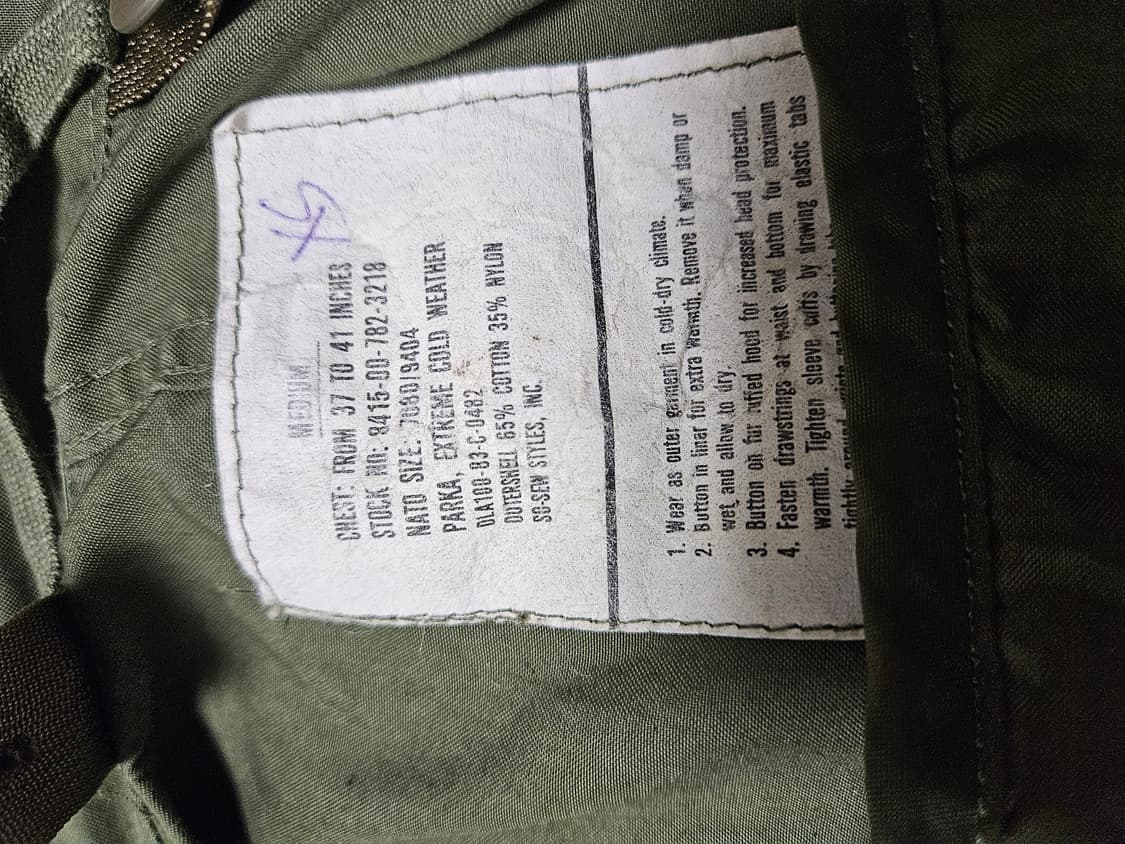 MEDIUM
CHEST: FROM 37 TO 41 INCHES
STOCK NO: 8415-00-782-3218
NATO SIZE: 7080/9404
PARKA, EXTREME COLD WEATHER
DLA100-83-C-0482
OUTERSHELL 65% COTTON 35% NYLON
SO-SEW STYLES, INC.
1. Wear as outer garment in cold-dry climate.
2. Button in liner for extra warmth. Remove it when damp or
wet and allow to dry.
3. Button on fur ruffed hood for increased head protection.
4. Fasten drawstrings at waist and bottom for maximum
warmth. Tighten sleeve cuffs by drawing elastic tabs
tightly around